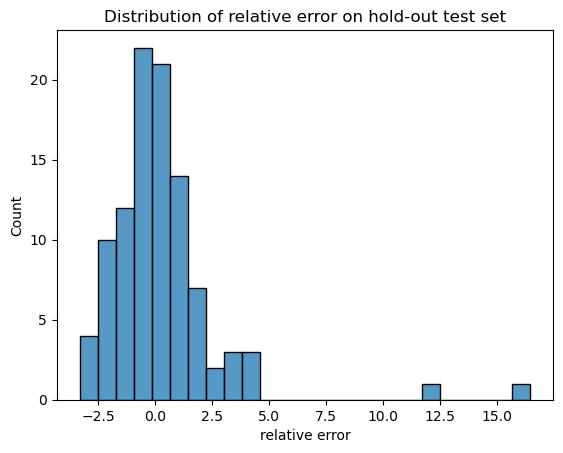 Distribution of relative error on hold-out test set
Count
20
15
10
5
0
−2.5 0.0 2.5 5.0 7.5 10.0 12.5 15.0
relative error